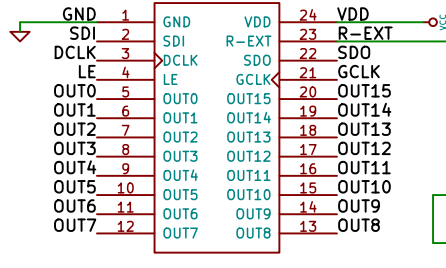 GND 1 GND VDD 24 VDD VCC
SDI 2 SDI R-EXT 23 R-EXT
DCLK 3 DCLK SDO 22 SDO
LE 4 LE GCLK 21 GCLK
OUT0 5 OUT0 OUT15 20 OUT15
OUT1 6 OUT1 OUT14 19 OUT14
OUT2 7 OUT2 OUT13 18 OUT13
OUT3 8 OUT3 OUT12 17 OUT12
OUT4 9 OUT4 OUT11 16 OUT11
OUT5 10 OUT5 OUT10 15 OUT10
OUT6 11 OUT6 OUT9 14 OUT9
OUT7 12 OUT7 OUT8 13 OUT8